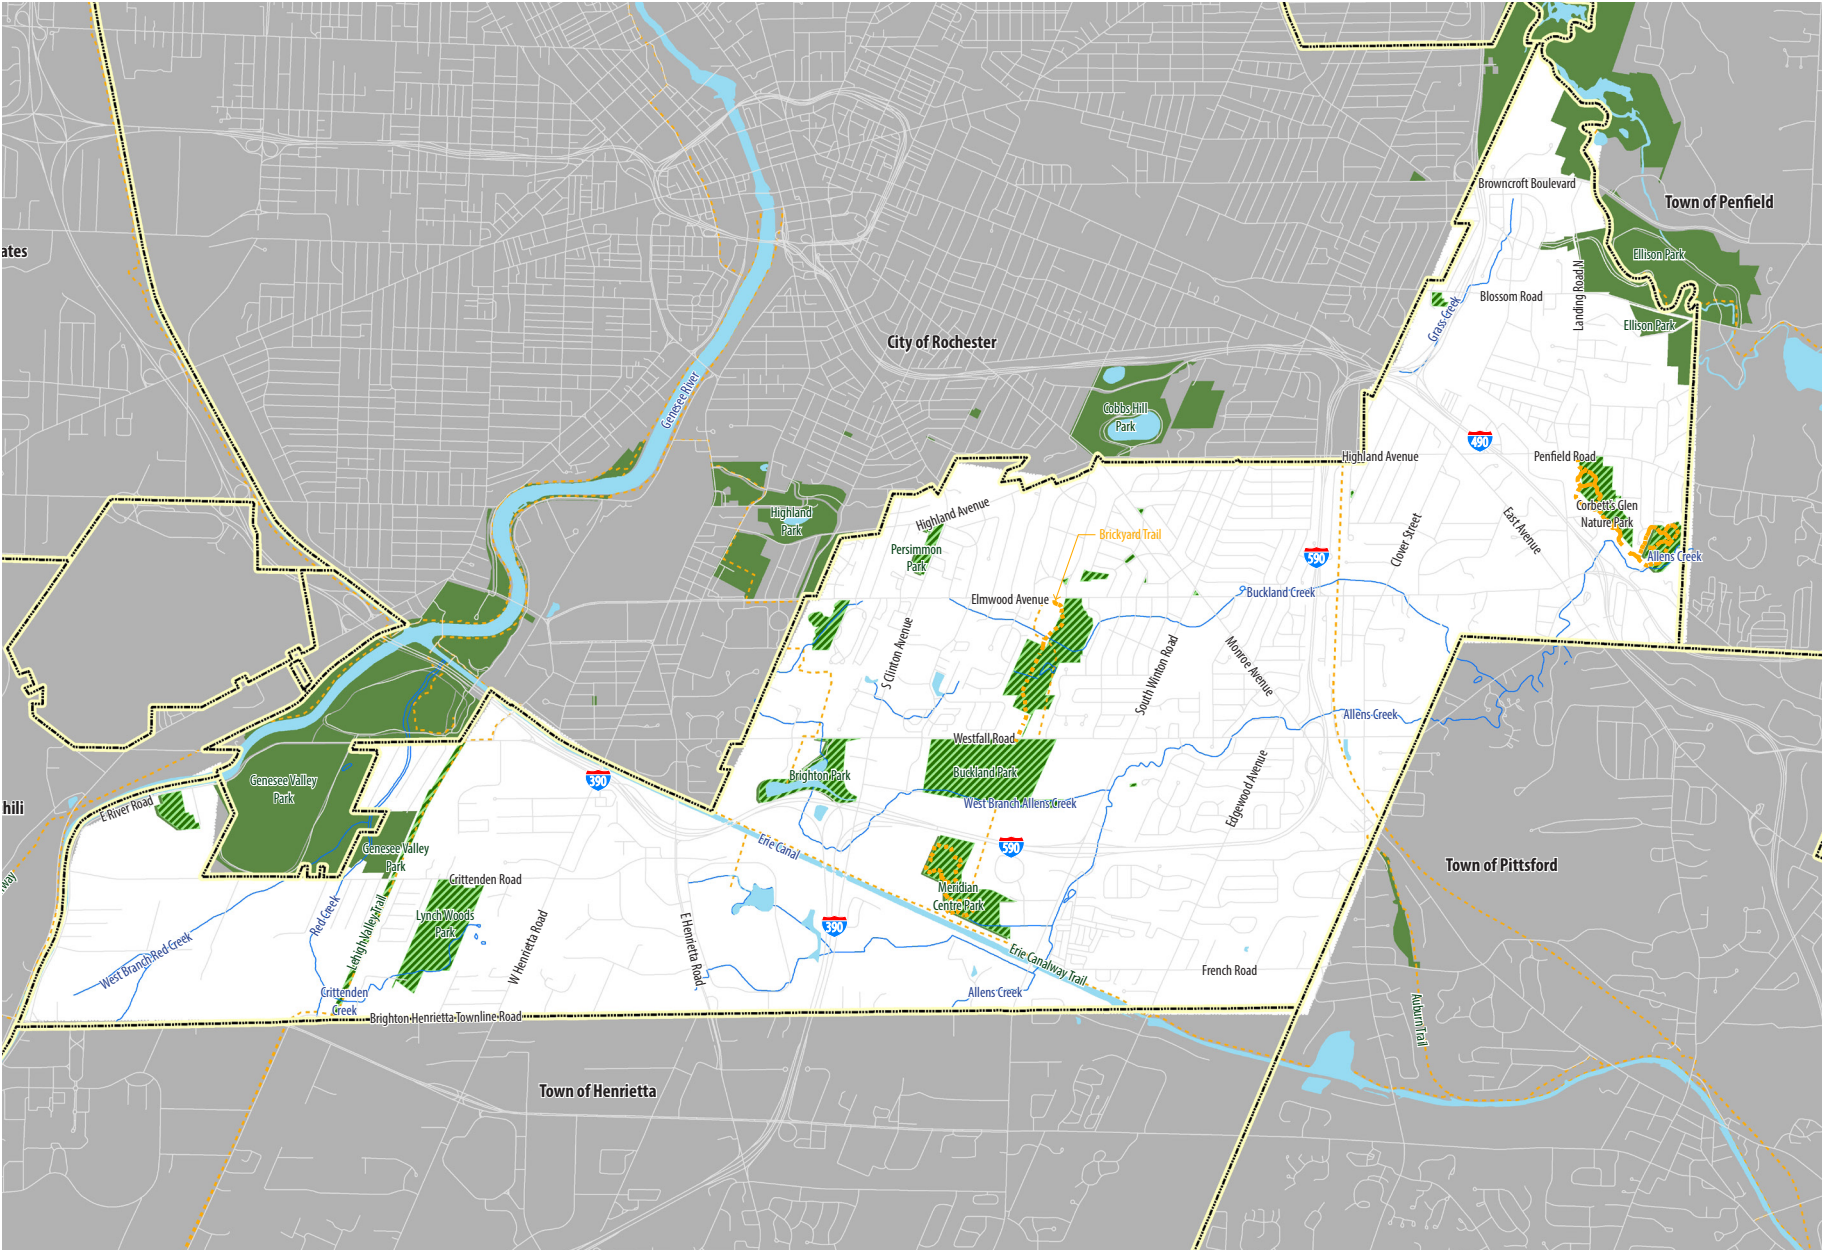 Browncroft Boulevard
Town of Penfield
ates
Ellison Park
Landing Road N
Blossom Road
Grass Creek
Ellison Park
City of Rochester
Genesee River
Cobbs Hill
Park
490
Highland Avenue
Penfield Road
Highland
Park
Highland Avenue
Corbett's Glen
Nature Park
East Avenue
Clover Street
Brickyard Trail
Persimmon
Park
590
Allens Creek
Elmwood Avenue
Buckland Creek
S Clinton Avenue
South Winton Road
Monroe Avenue
Allens Creek
Westfall Road
Genesee Valley
Park
390
Brighton Park
Buckland Park
Edgewood Avenue
hili
E River Road
West Branch Allens Creek
Erie Canal
590
Genesee Valley
Park
Town of Pittsford
way
Crittenden Road
Meridian
Centre Park
Red Creek
Lehigh Valley Trail
Lynch Woods
Park
W Henrietta Road
E Henrietta Road
390
West Branch Red Creek
Erie Canalway Trail
French Road
Crittenden
Creek
Allens Creek
Auburn Trail
Brighton Henrietta Townline Road
Town of Henrietta